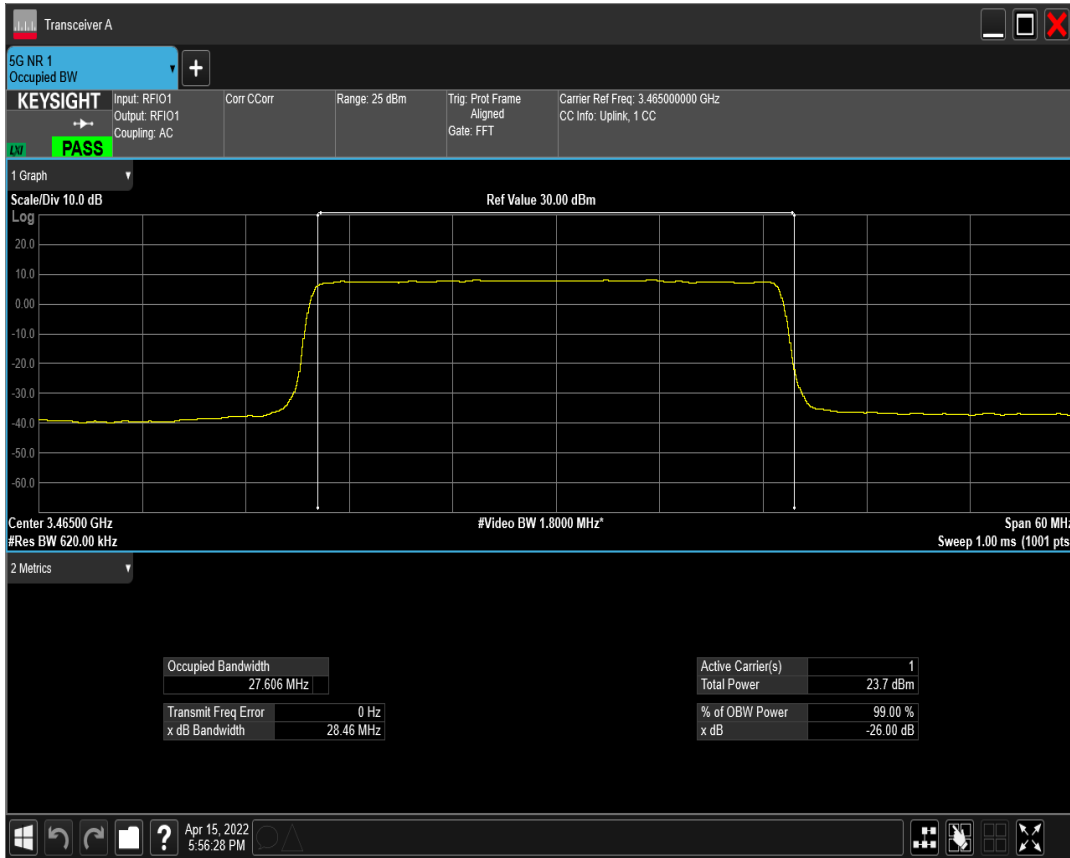 Transceiver A
5G NR 1
Occupied BW
+
KEYSIGHT
LXI
PASS
Input: RFIO1
Output: RFIO1
Coupling: AC
Corr CCorr
Range: 25 dBm
Trig: Prot Frame
Aligned
Gate: FFT
Carrier Ref Freq: 3.465000000 GHz
CC Info: Uplink, 1 CC
1 Graph
Scale/Div 10.0 dB
Ref Value 30.00 dBm
Log
20.0
10.0
0.00
-10.0
-20.0
-30.0
-40.0
-50.0
-60.0
Center 3.46500 GHz
#Video BW 1.8000 MHz*
Span 60 MHz
#Res BW 620.00 kHz
Sweep 1.00 ms (1001 pts
2 Metrics
Occupied Bandwidth
27.606 MHz
Transmit Freq Error 0 Hz
x dB Bandwidth 28.46 MHz
Active Carrier(s) 1
Total Power 23.7 dBm
% of OBW Power 99.00 %
x dB -26.00 dB
?
Apr 15, 2022
5:56:28 PM